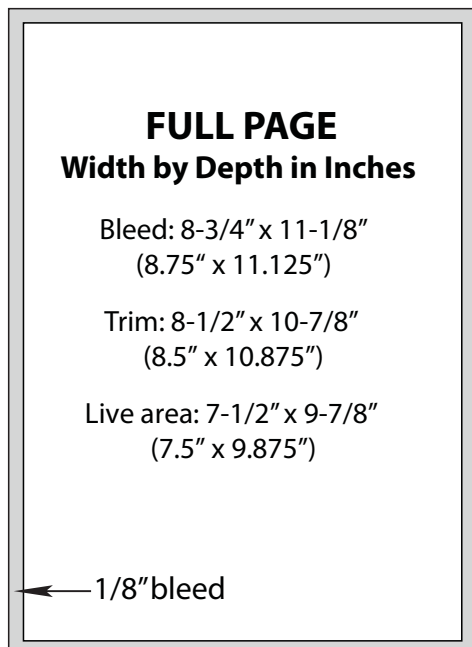 FULL PAGE
Width by Depth in Inches
Bleed: 8-3/4” x 11-1/8”
(8.75“ x 11.125”)
Trim: 8-1/2” x 10-7/8”
(8.5” x 10.875”)
Live area: 7-1/2” x 9-7/8”
(7.5” x 9.875”)
1/8” bleed